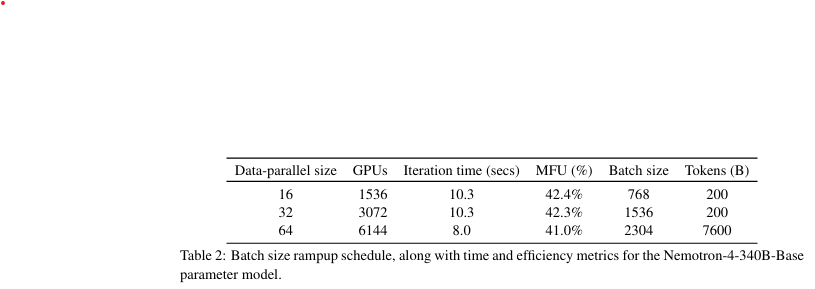 Data-parallel size GPUs Iteration time (secs) MFU (%) Batch size Tokens (B)
16 1536 10.3 42.4% 768 200
32 3072 10.3 42.3% 1536 200
64 6144 8.0 41.0% 2304 7600
Table 2: Batch size rampup schedule, along with time and efficiency metrics for the Nemotron-4-340B-Base
parameter model.